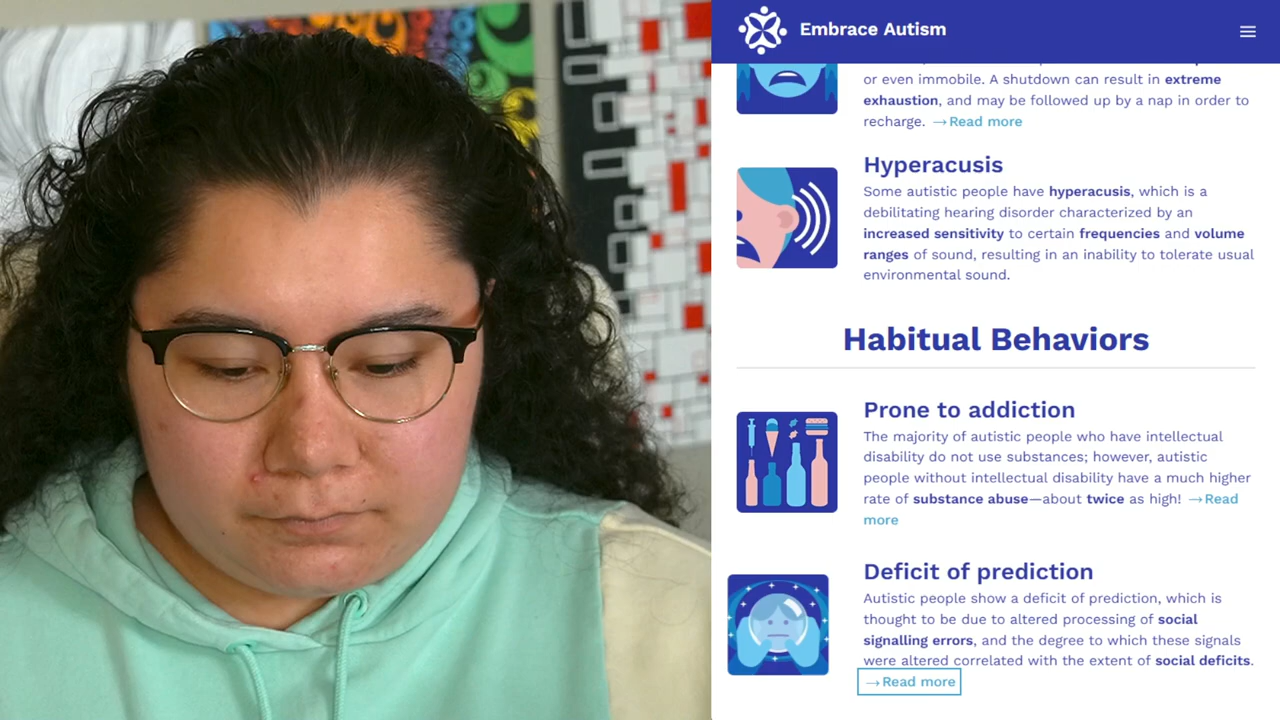 Embrace Autism
or even immobile. A shutdown can result in extreme
exhaustion, and may be followed up by a nap in order to
recharge. →Read more
Hyperacusis
Some autistic people have hyperacusis, which is a
debilitating hearing disorder characterized by an
increased sensitivity to certain frequencies and volume
ranges of sound, resulting in an inability to tolerate usual
environmental sound.
Habitual Behaviors
Prone to addiction
The majority of autistic people who have intellectual
disability do not use substances; however, autistic
people without intellectual disability have a much higher
rate of substance abuse—about twice as high! →Read
more
Deficit of prediction
Autistic people show a deficit of prediction, which is
thought to be due to altered processing of social
signalling errors, and the degree to which these signals
were altered correlated with the extent of social deficits.
→Read more